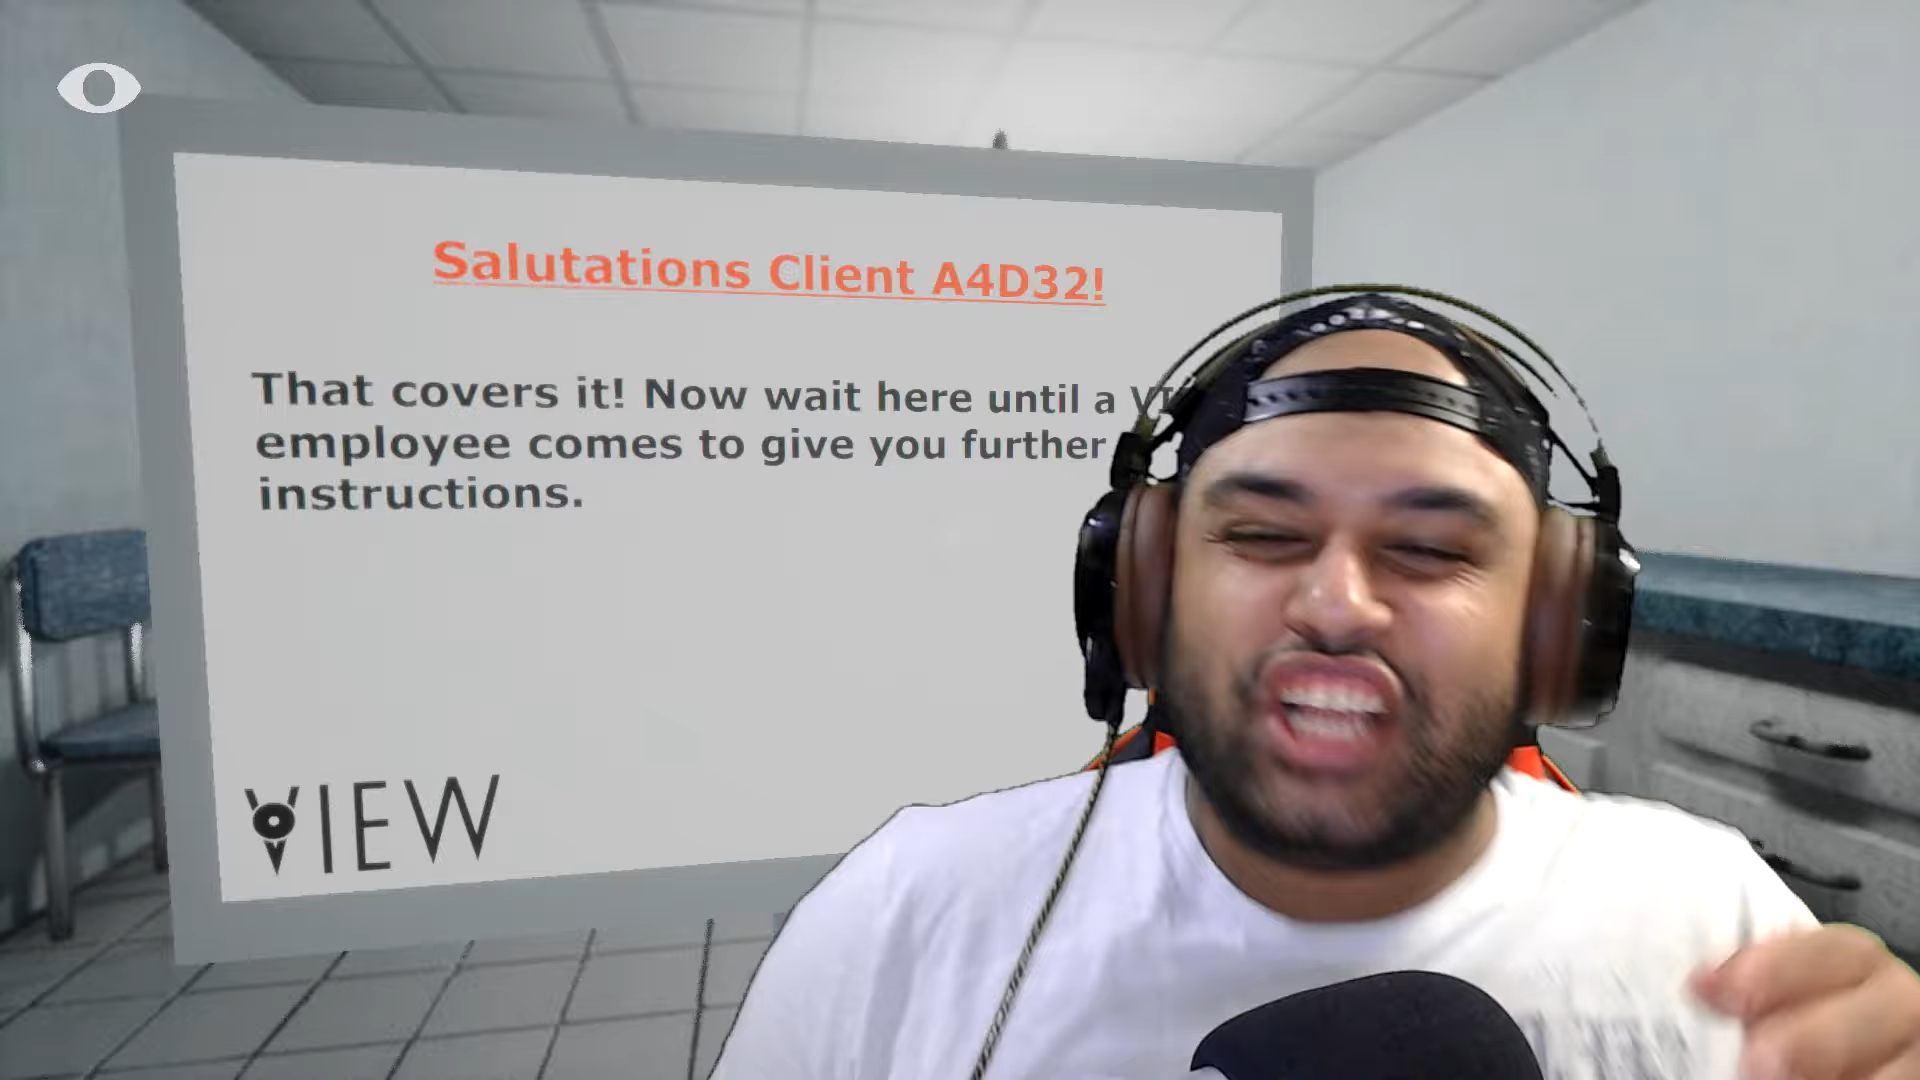 Salutations Client A4D32!
That covers it! Now wait here until a
employee comes to give you further
instructions.
VIEW